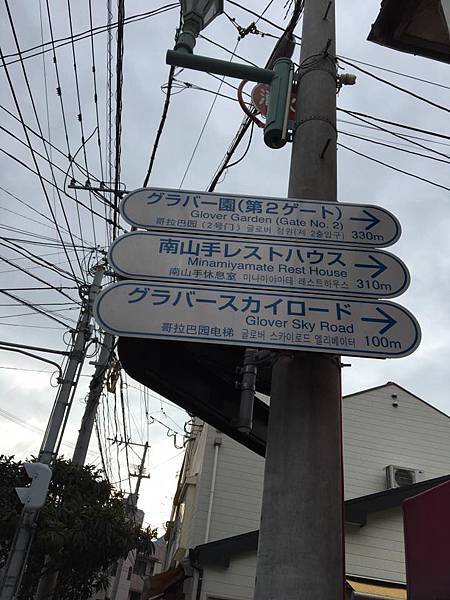 グラバー園(第2ゲート)
Glover Garden (Gate No. 2)
哥拉巴园 (2号门) 글로버 정원(제 2출입구) 330m
南山手レストハウス
Minamiyamate Rest House
南山手休息室 미나미야마테 레스트하우스 310m
グラバースカイロード
Glover Sky Road
哥拉巴园电梯 글로버 스카이로드 엘리베이터 100m